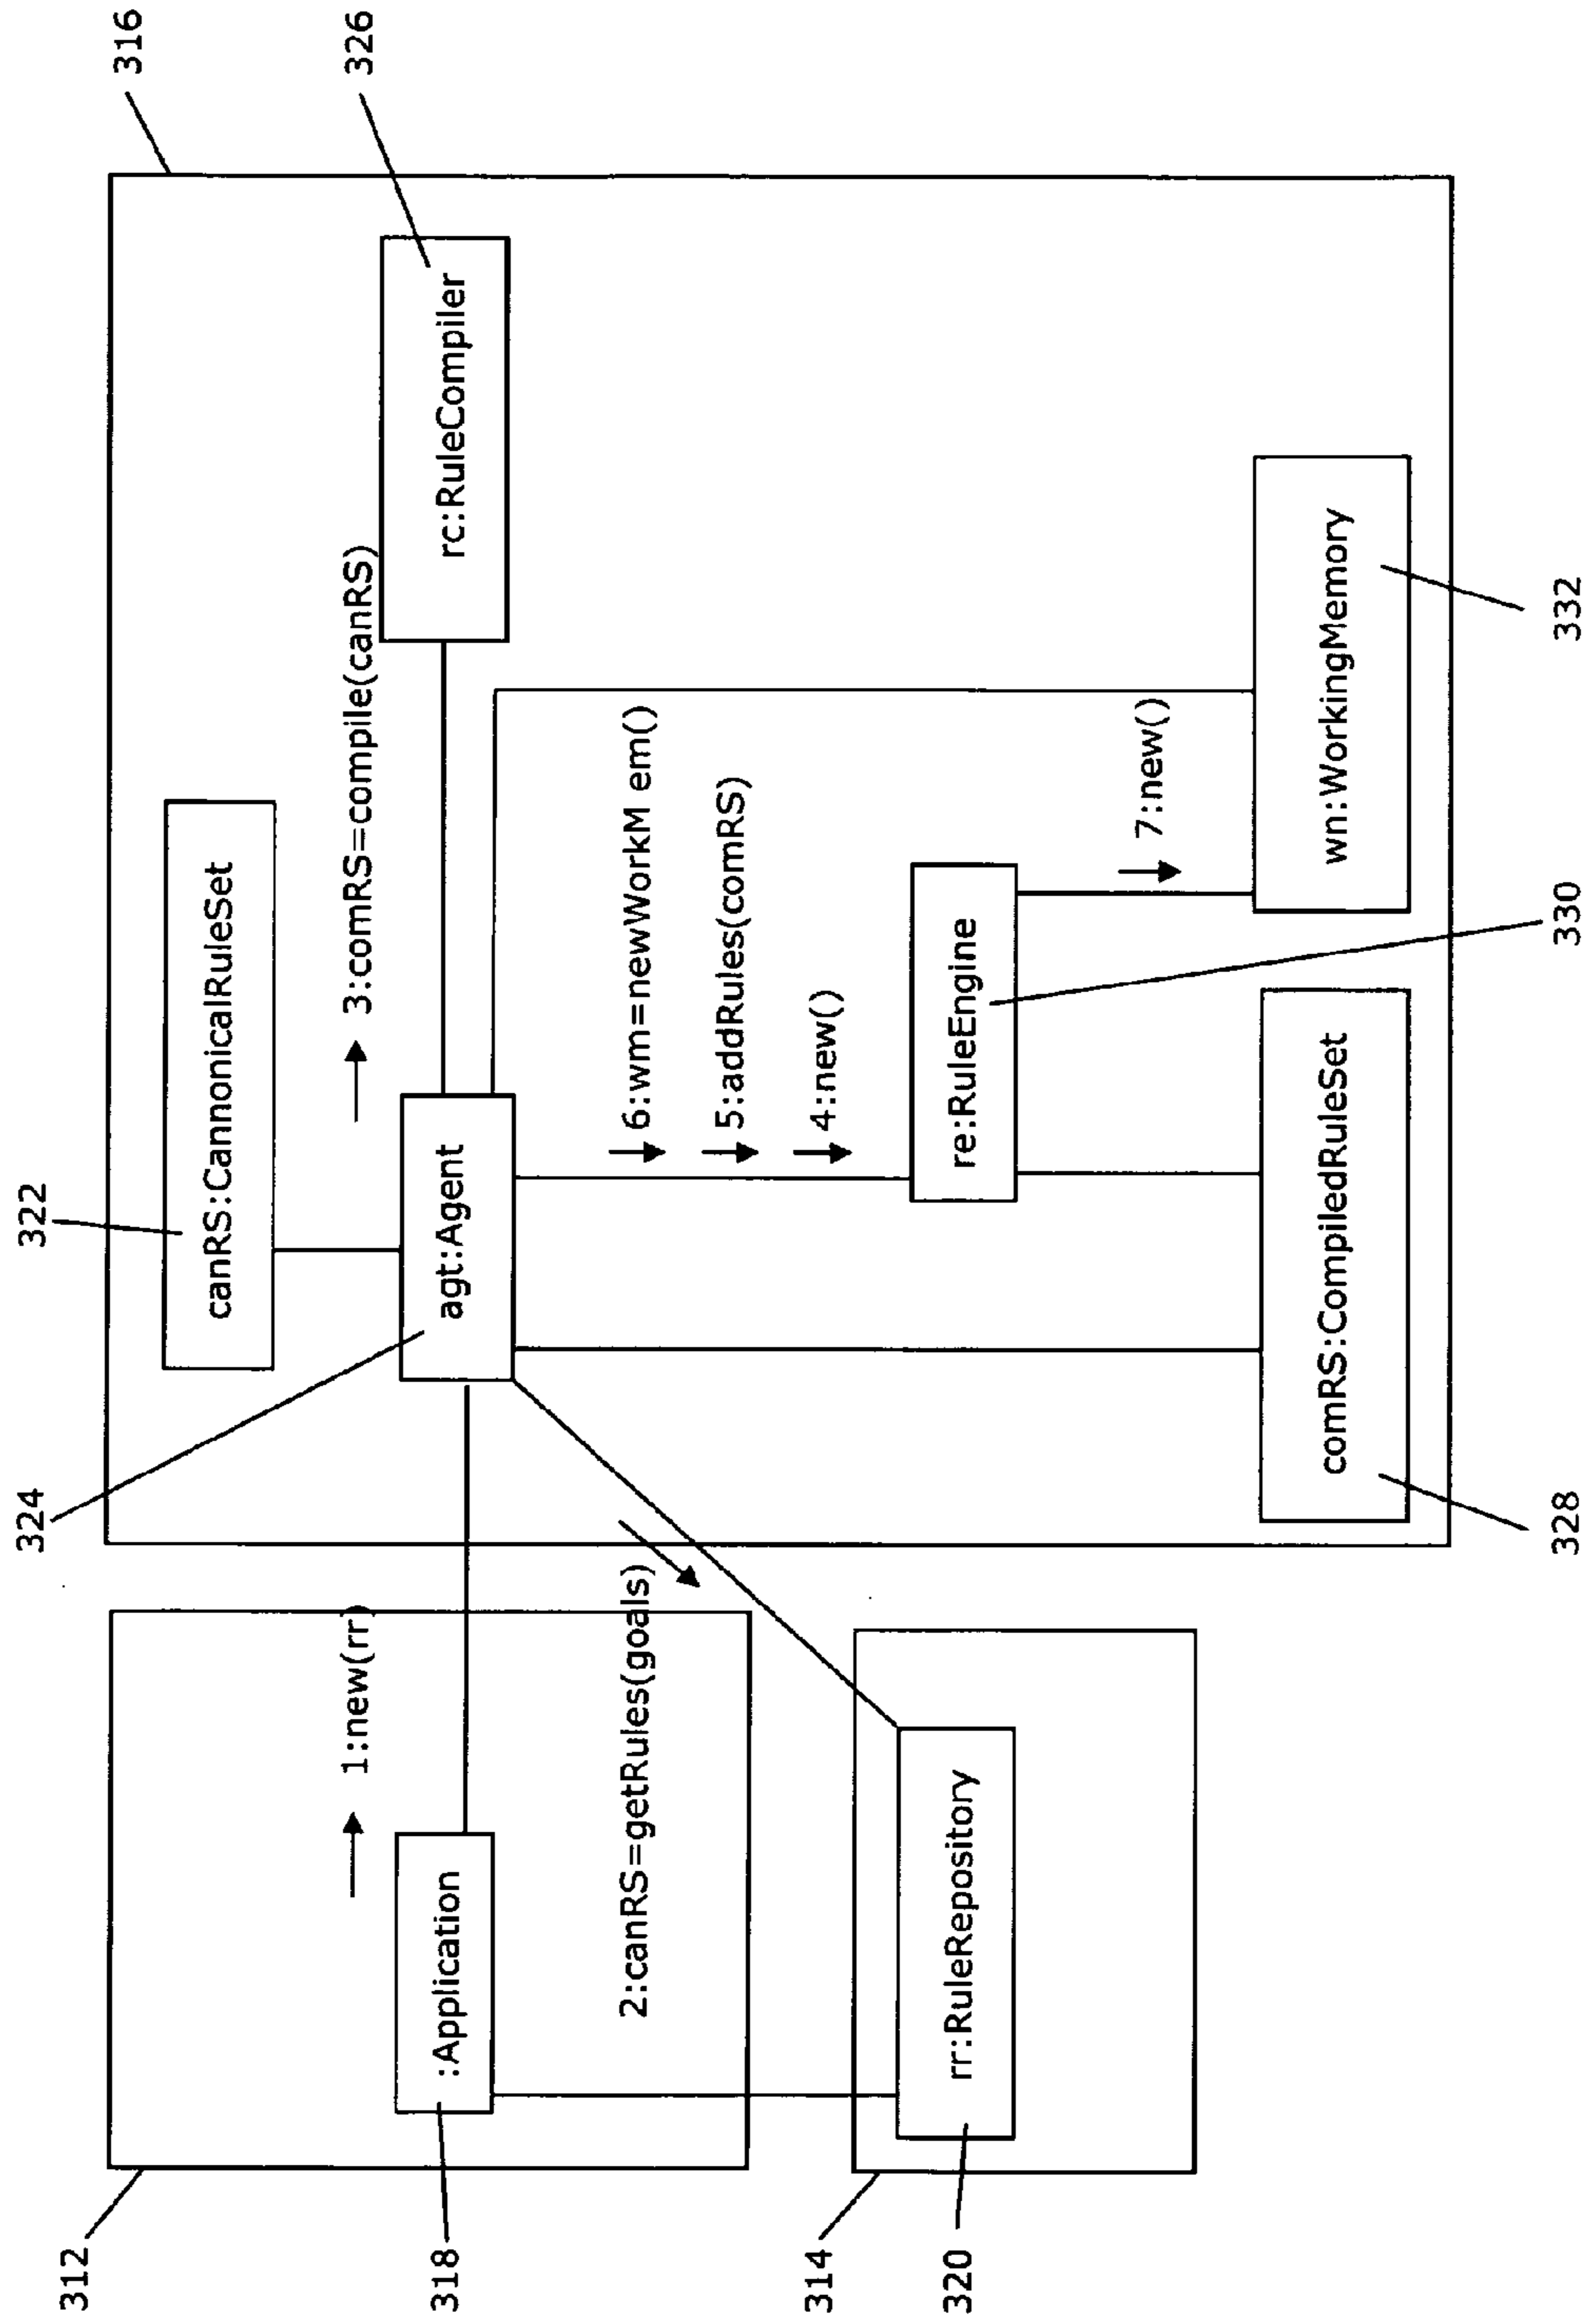 316
322
326
canRS:CannonicalRuleSet
324
3:comRS=compile(canRS)
312
1:new(rr)
318
:Application
agt:Agent
rc:RuleCompiler
2:canRS=getRules(goals)
6:wm=newWorkM em()
5:addRules(comRS)
4:new()
314
320
rr:RuleRepository
re:RuleEngine
7:new()
comRS:CompiledRuleSet
wn:WorkingMemory
328
330
332